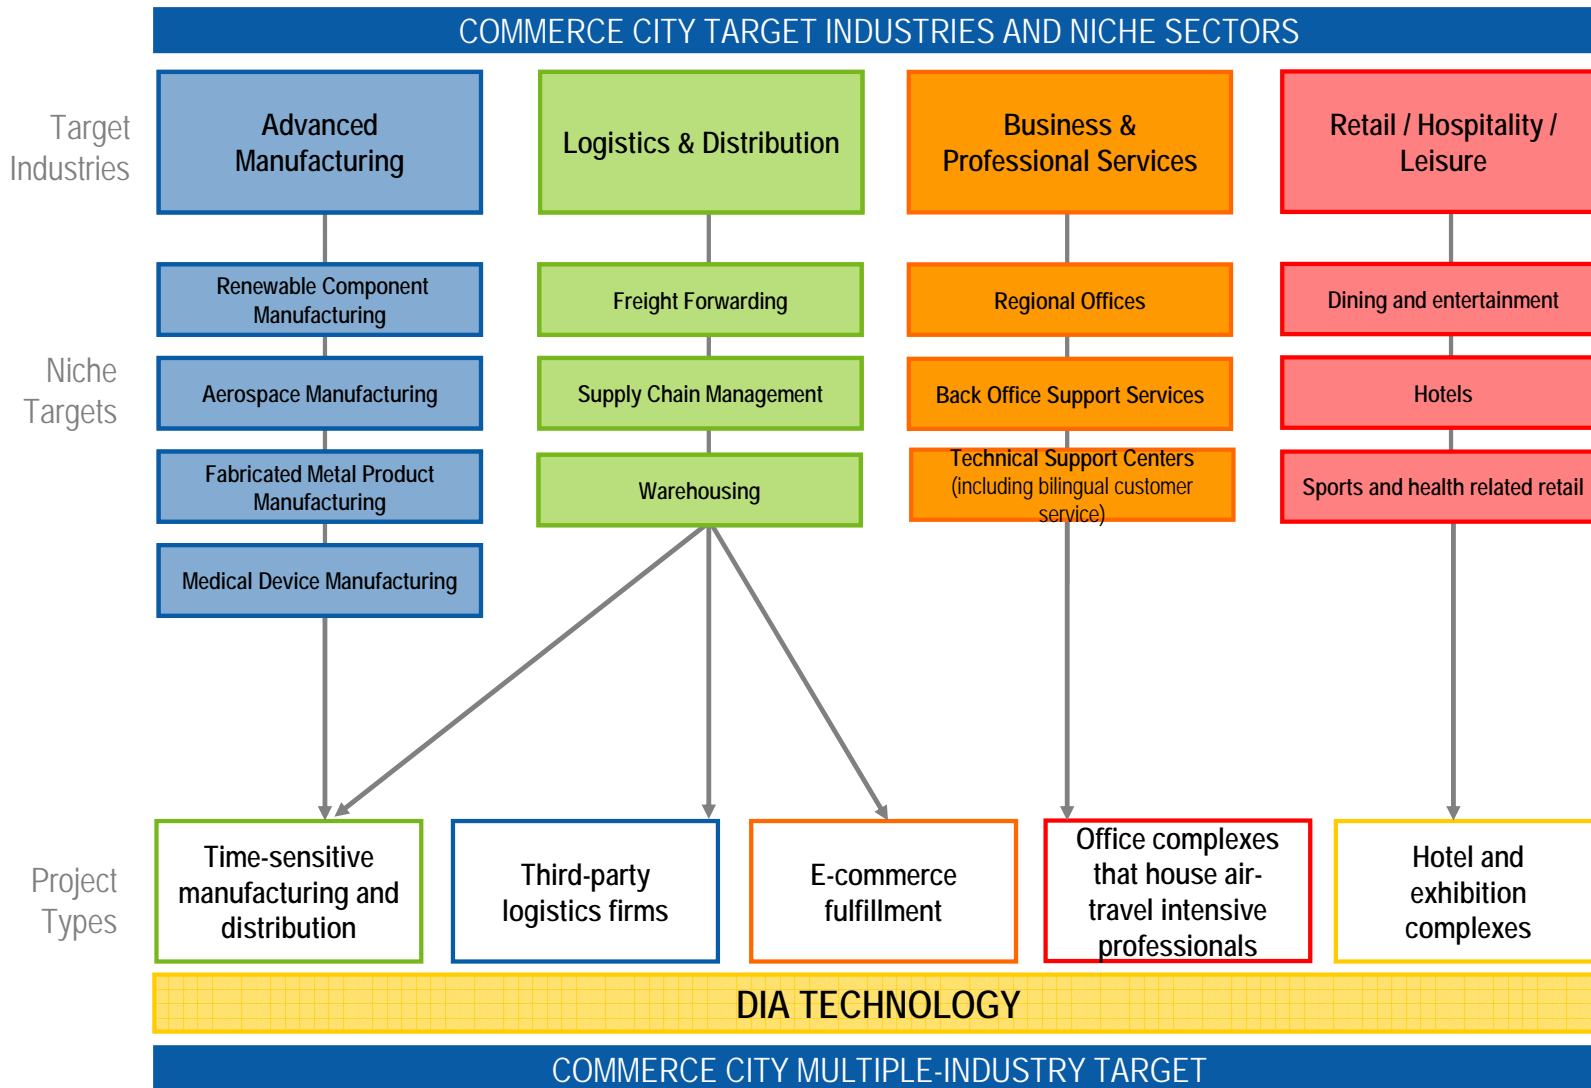 COMMERCE CITY TARGET INDUSTRIES AND NICHE SECTORS
Target
Industries
Advanced
Manufacturing
Logistics & Distribution
Business &
Professional Services
Retail / Hospitality /
Leisure
Niche
Targets
Renewable Component
Manufacturing
Freight Forwarding
Regional Offices
Dining and entertainment
Aerospace Manufacturing
Supply Chain Management
Back Office Support Services
Hotels
Fabricated Metal Product
Manufacturing
Warehousing
Technical Support Centers
(including bilingual customer
service)
Sports and health related retail
Medical Device Manufacturing
Project
Types
Time-sensitive
manufacturing and
distribution
Third-party
logistics firms
E-commerce
fulfillment
Office complexes
that house air-
travel intensive
professionals
Hotel and
exhibition
complexes
DIA TECHNOLOGY
COMMERCE CITY MULTIPLE-INDUSTRY TARGET